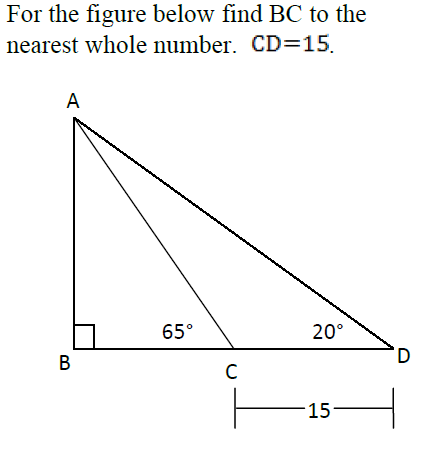 For the figure below find BC to the
nearest whole number. CD=15.
A
65°
20°
B
C
D
15